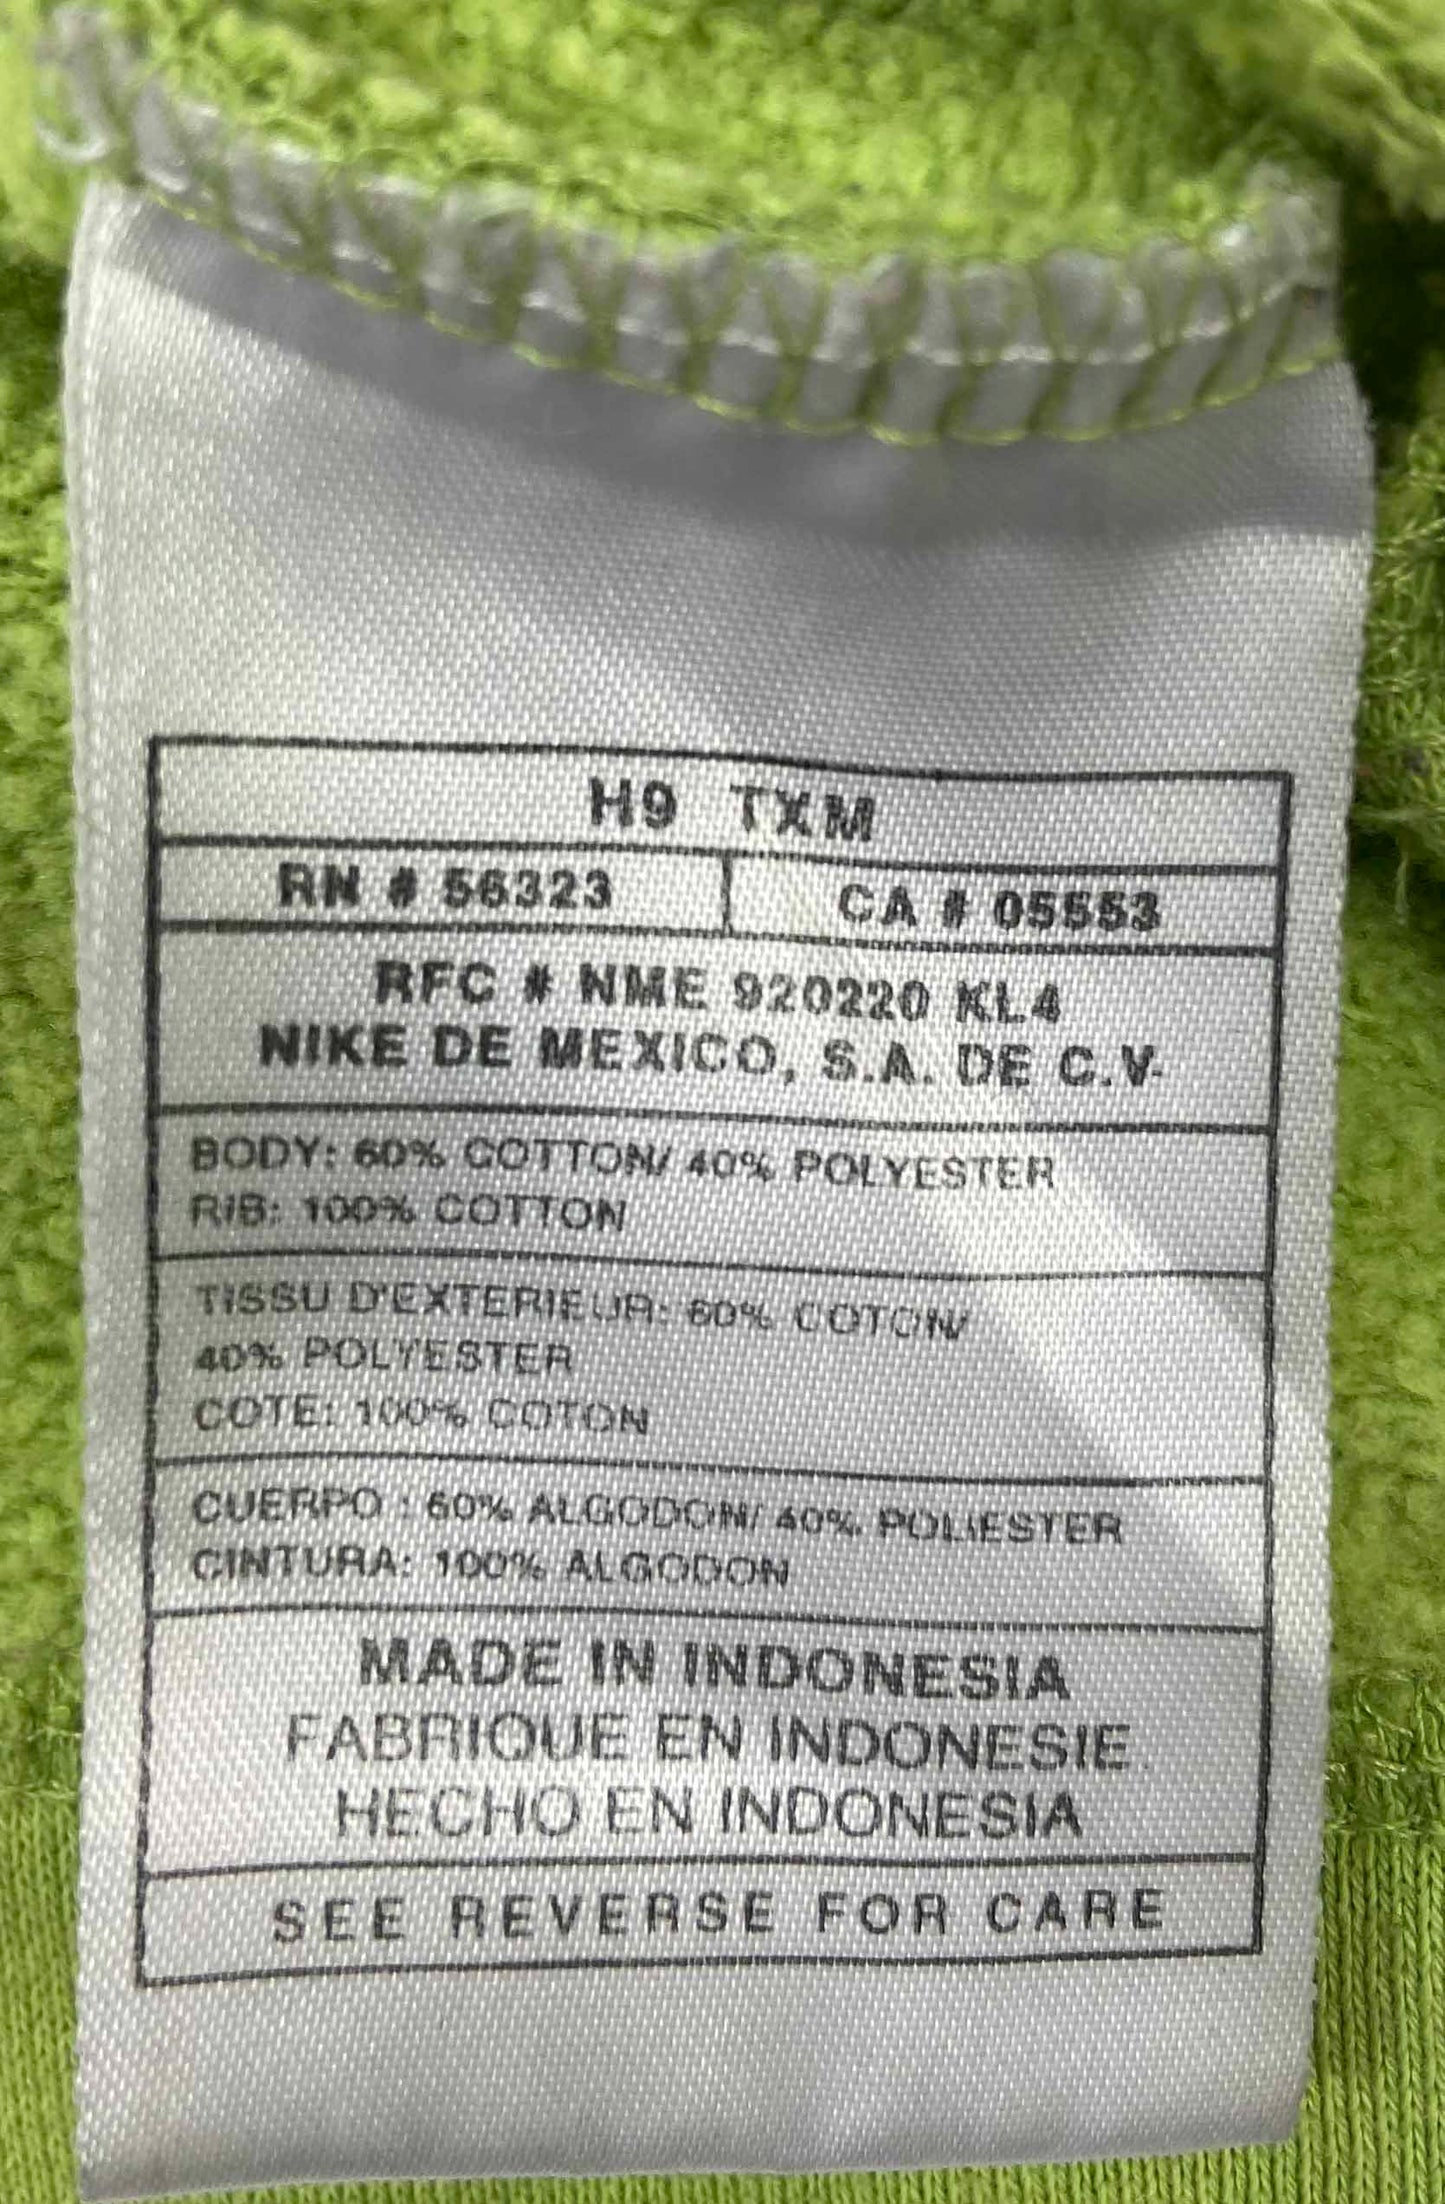 H9 TXM
RN # 56323 CA # 05553
RFC # NME 920220 KL4
NIKE DE MEXICO, S.A. DE C.V.
BODY: 60% COTTON/ 40% POLYESTER
RIB: 100% COTTON
TISSU D'EXTERIEUR: 60% COTON/
40% POLYESTER
COTE: 100% COTON
CUERPO : 60% ALGODON/ 40% POLIESTER
CINTURA: 100% ALGODON
MADE IN INDONESIA
FABRIQUE EN INDONESIE
HECHO EN INDONESIA
SEE REVERSE FOR CARE